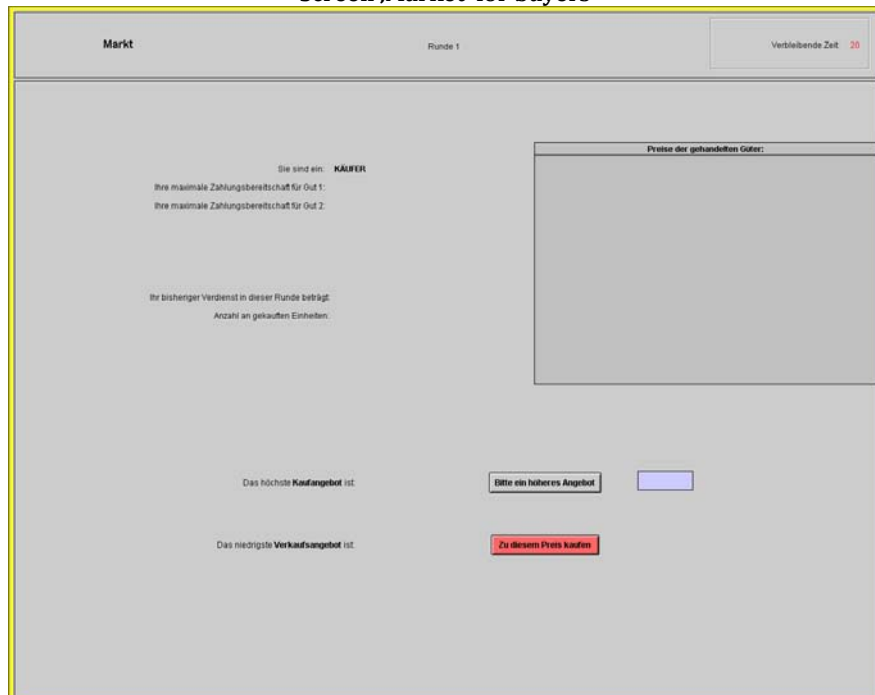 Screen „Market for buyers“
Markt
Runde 1
Verbleibende Zeit 20
Preise der gehandelten Güter:
Sie sind ein: KÄUFER
Ihre maximale Zahlungsbereitschaft für Gut 1:
Ihre maximale Zahlungsbereitschaft für Gut 2:
Ihr bisheriger Verdienst in dieser Runde beträgt:
Anzahl an gekauften Einheiten:
Das höchste Kaufangebot ist:
Bitte ein höheres Angebot
Das niedrigste Verkaufsangebot ist:
Zu diesem Preis kaufen